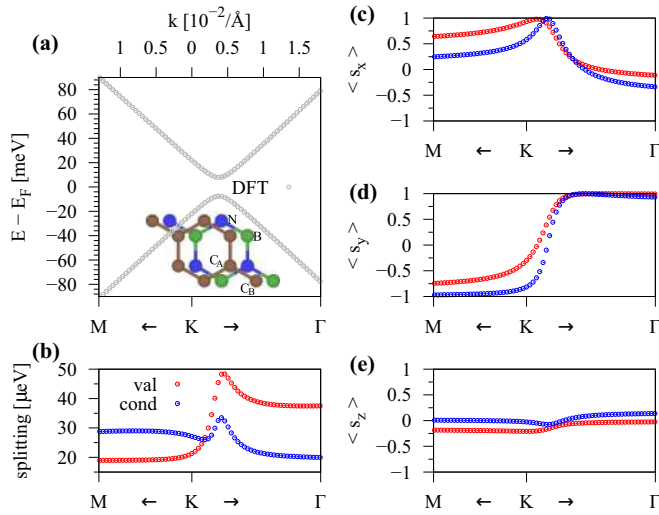 k [10⁻²/Å]
(a)
1 0.5 0 0.5 1
E − E_F [meV]
80
60
40
20
0
−20
−40
−60
−80
DFT
N
B
C_A
C_B
M ← K → Γ
(b)
splitting [μeV]
50
40
30
20
val
cond
M ← K → Γ
(c)
< s_x >
1
0.5
0
−0.5
−1
M ← K → Γ
(d)
< s_y >
1
0.5
0
−0.5
−1
M ← K → Γ
(e)
< s_z >
1
0.5
0
−0.5
−1
M ← K → Γ